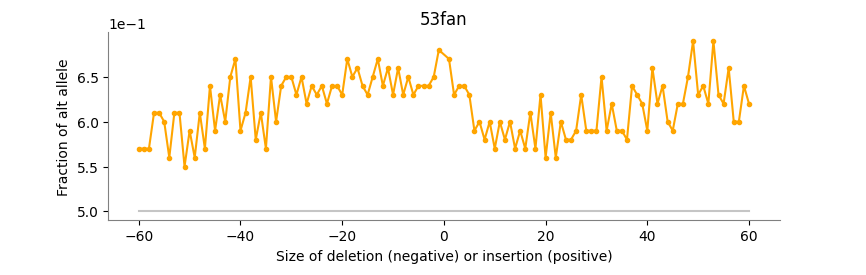 53fan
1e−1
6.5
6.0
5.5
5.0
Fraction of alt allele
−60 −40 −20 0 20 40 60
Size of deletion (negative) or insertion (positive)